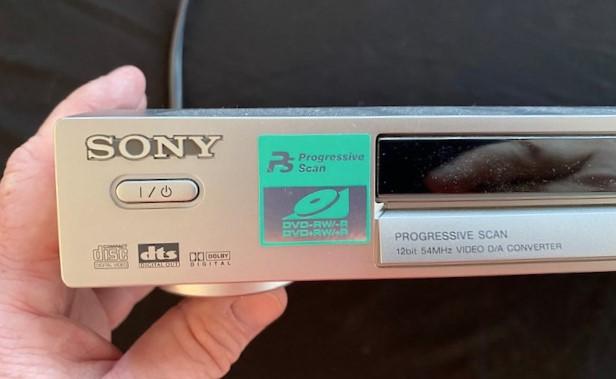 SONY
I/⏻
COMPACT
disc
DIGITAL VIDEO
dts
DIGITAL OUT
DOLBY
DIGITAL
PS Progressive
Scan
DVD-RW/-R
DVD+RW/+R
PROGRESSIVE SCAN
12bit 54MHz VIDEO D/A CONVERTER